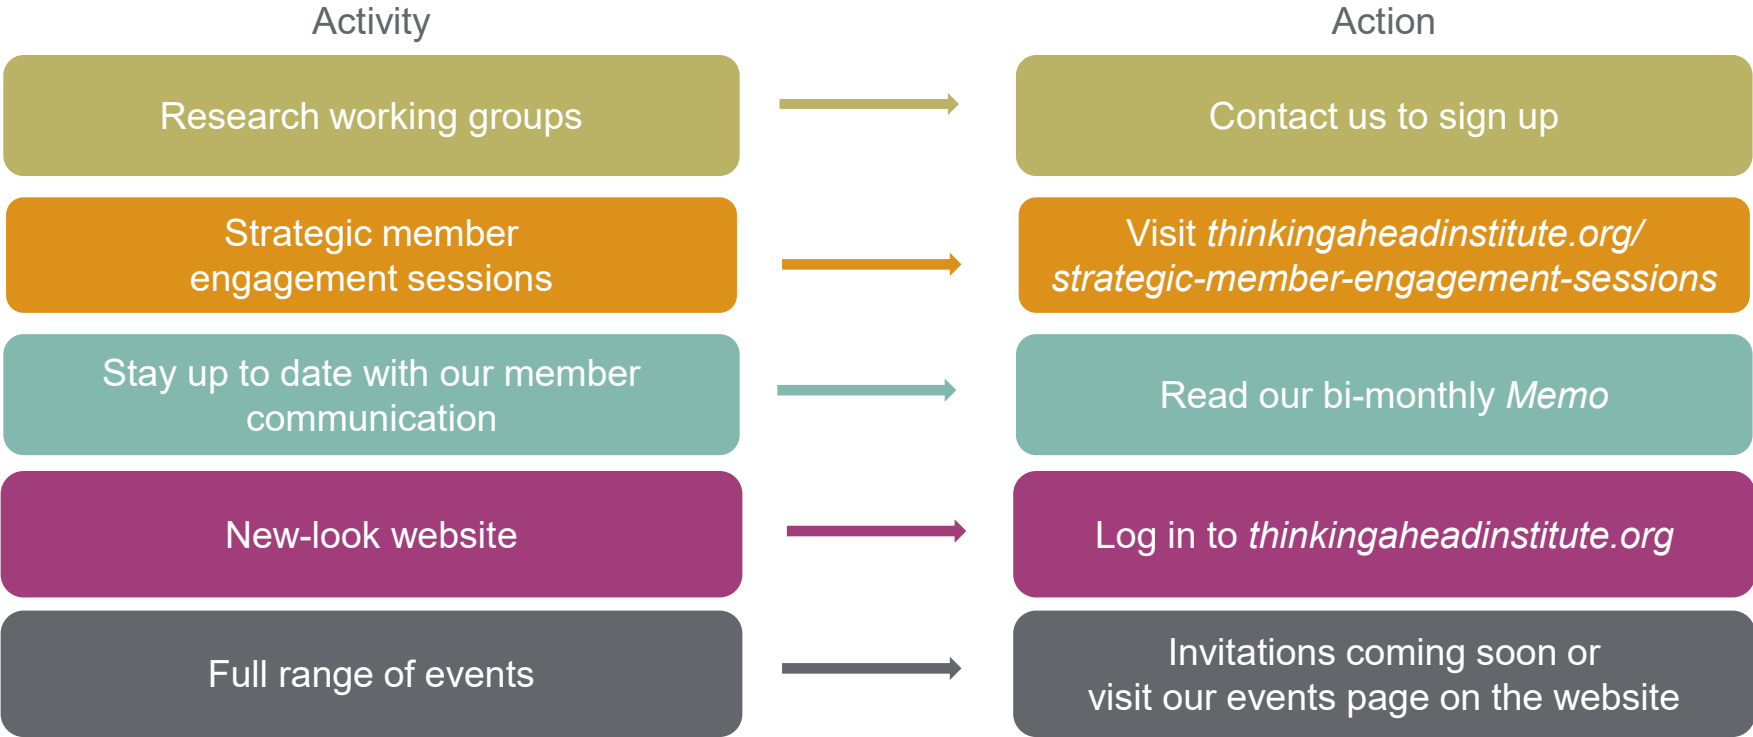 Activity
Action
Research working groups
Contact us to sign up
Strategic member
engagement sessions
Visit thinkingaheadinstitute.org/
strategic-member-engagement-sessions
Stay up to date with our member
communication
Read our bi-monthly Memo
New-look website
Log in to thinkingaheadinstitute.org
Full range of events
Invitations coming soon or
visit our events page on the website